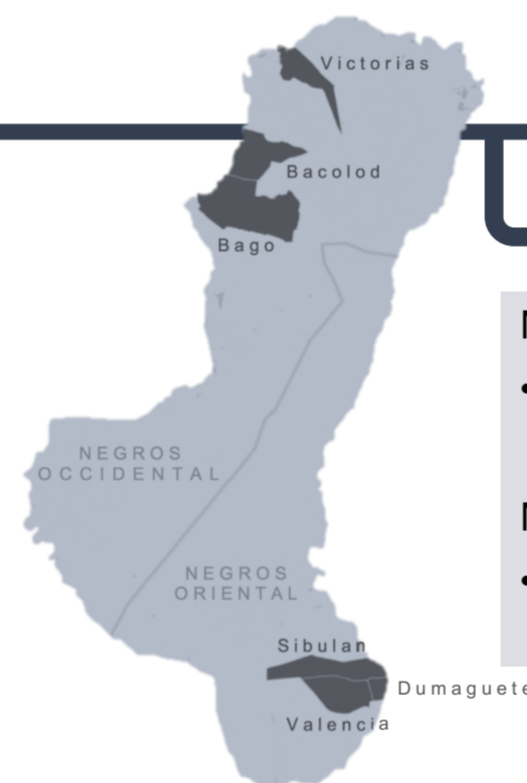 Victorias
Bacolod
Bago
NEGROS
OCCIDENTAL
NEGROS
ORIENTAL
Sibulan
Dumaguete
Valencia